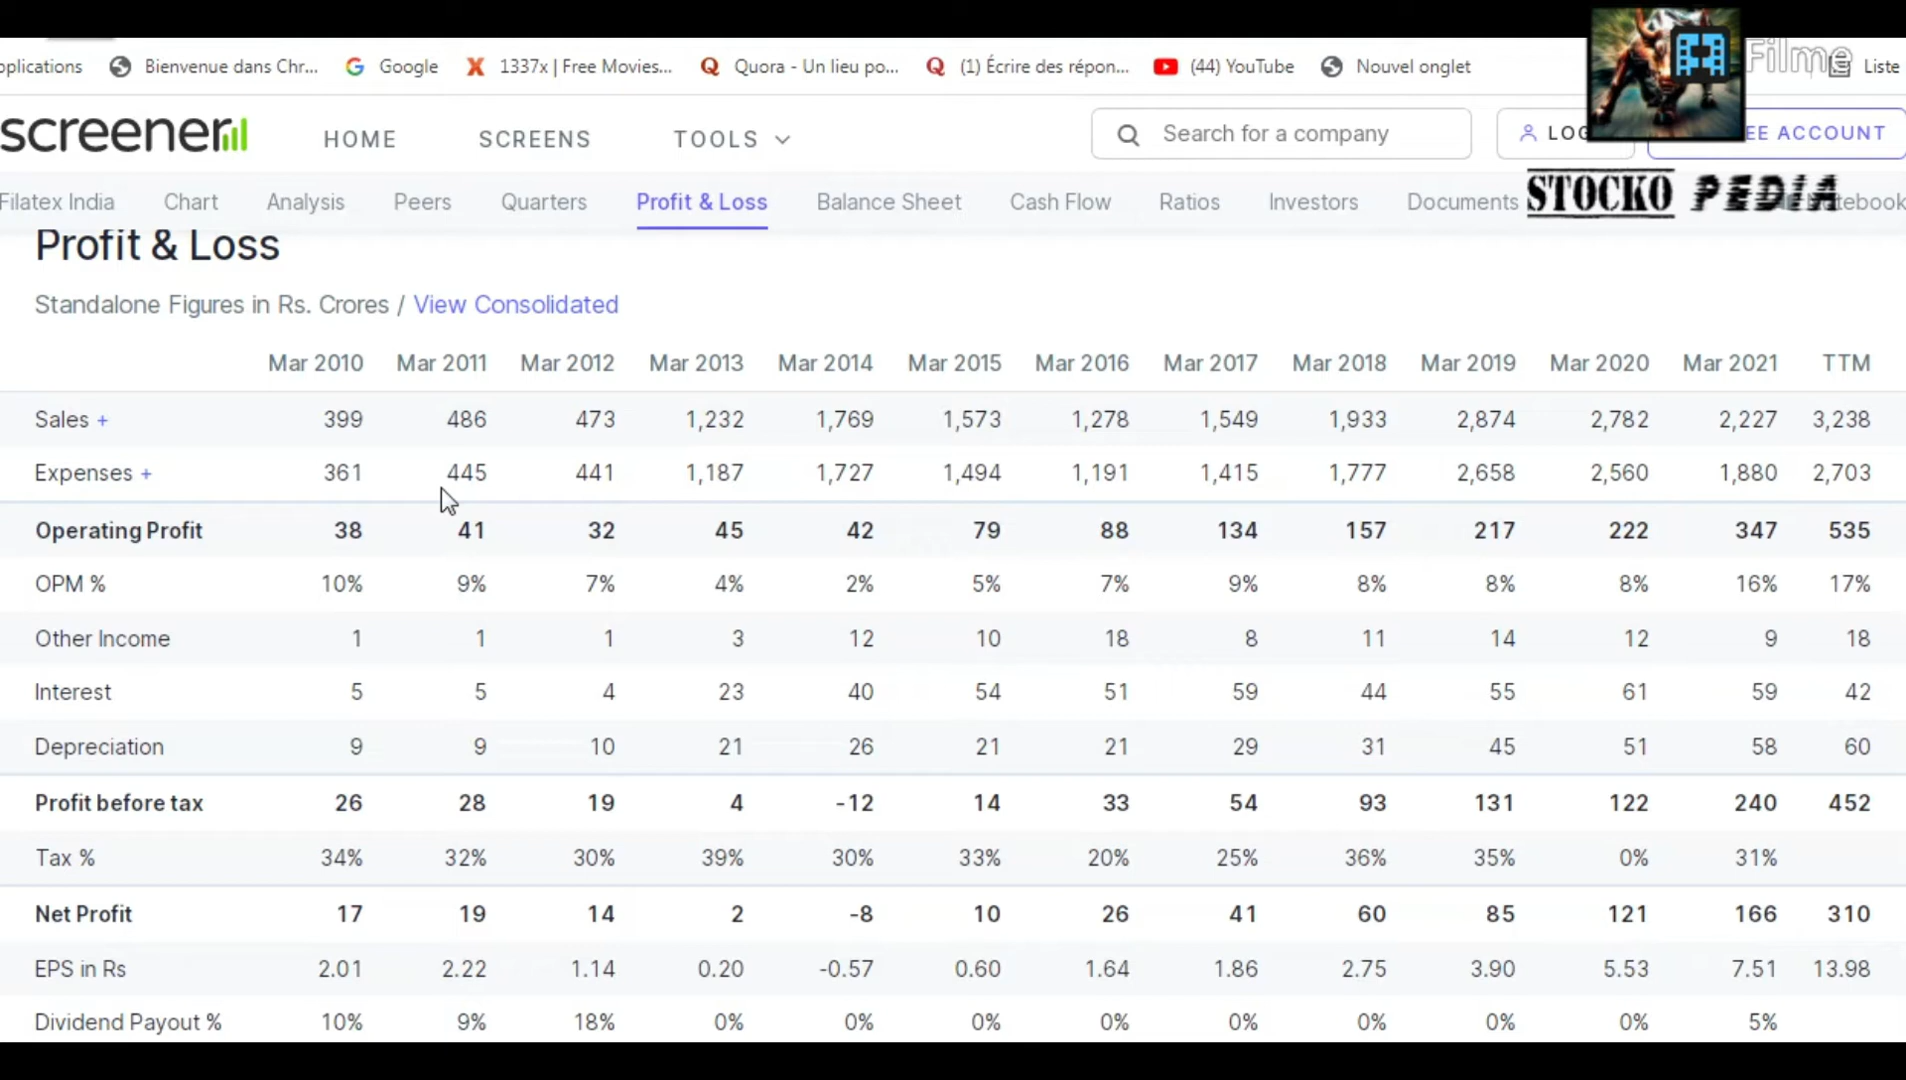 pplications Bienvenue dans Chr... Google 1337x | Free Movies... Quora - Un lieu po... (1) Écrire des répon... (44) YouTube Nouvel onglet Filme Liste
screener HOME SCREENS TOOLS Search for a company LOG EE ACCOUNT
Filatex India Chart Analysis Peers Quarters Profit & Loss Balance Sheet Cash Flow Ratios Investors Documents STOCKO PEDIA tebook
Profit & Loss
Standalone Figures in Rs. Crores / View Consolidated
Mar 2010 Mar 2011 Mar 2012 Mar 2013 Mar 2014 Mar 2015 Mar 2016 Mar 2017 Mar 2018 Mar 2019 Mar 2020 Mar 2021 TTM
Sales + 399 486 473 1,232 1,769 1,573 1,278 1,549 1,933 2,874 2,782 2,227 3,238
Expenses + 361 445 441 1,187 1,727 1,494 1,191 1,415 1,777 2,658 2,560 1,880 2,703
Operating Profit 38 41 32 45 42 79 88 134 157 217 222 347 535
OPM % 10% 9% 7% 4% 2% 5% 7% 9% 8% 8% 8% 16% 17%
Other Income 1 1 1 3 12 10 18 8 11 14 12 9 18
Interest 5 5 4 23 40 54 51 59 44 55 61 59 42
Depreciation 9 9 10 21 26 21 21 29 31 45 51 58 60
Profit before tax 26 28 19 4 -12 14 33 54 93 131 122 240 452
Tax % 34% 32% 30% 39% 30% 33% 20% 25% 36% 35% 0% 31%
Net Profit 17 19 14 2 -8 10 26 41 60 85 121 166 310
EPS in Rs 2.01 2.22 1.14 0.20 -0.57 0.60 1.64 1.86 2.75 3.90 5.53 7.51 13.98
Dividend Payout % 10% 9% 18% 0% 0% 0% 0% 0% 0% 0% 0% 5%